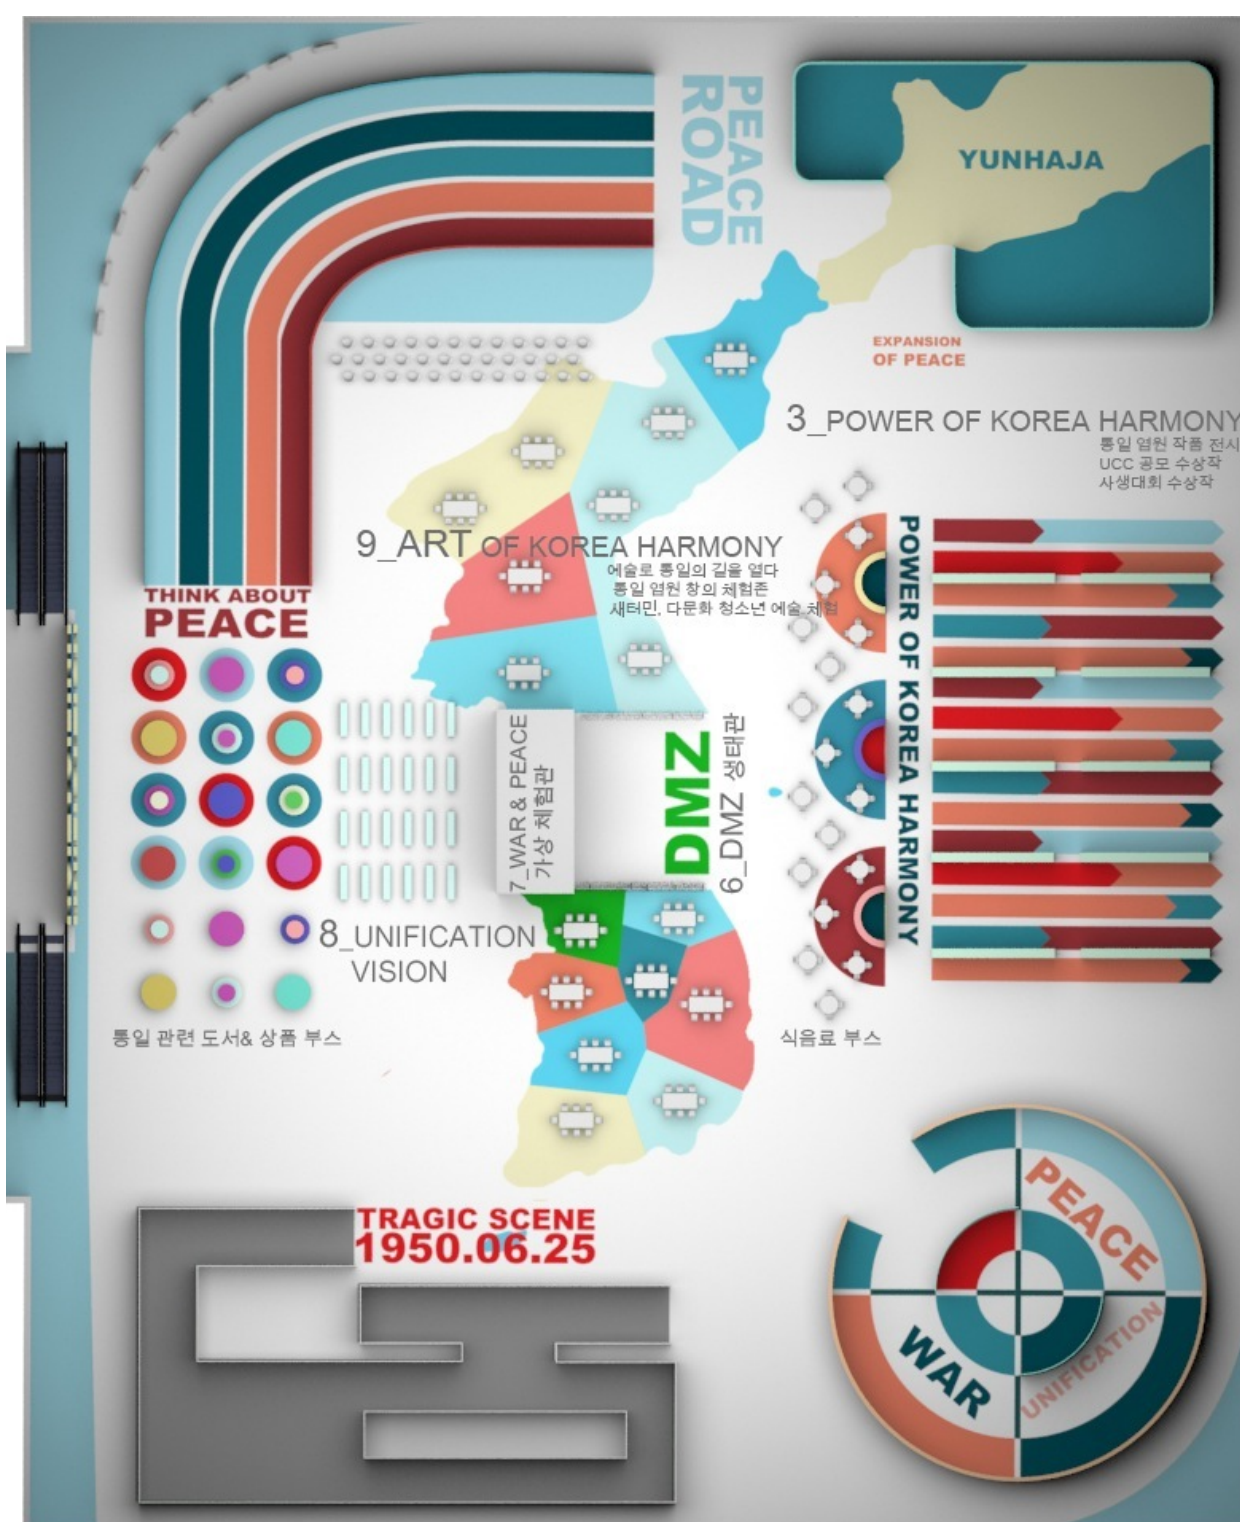 PEACE
ROAD
YUNHAJA
EXPANSION
OF PEACE
3_POWER OF KOREA HARMONY
통일 염원 작품 전시
UCC 공모 수상작
사생대회 수상작
9_ART OF KOREA HARMONY
에술로 통일의 길을 열다
통일 염원 창의 체험존
새터민, 다문화 청소년 에술 체험
POWER OF KOREA HARMONY
THINK ABOUT
PEACE
7_WAR & PEACE
가상 체험관
DMZ
6_DMZ 생태관
8_UNIFICATION
VISION
통일 관련 도서& 상품 부스
식음료 부스
TRAGIC SCENE
1950.06.25
PEACE
WAR
UNIFICATION